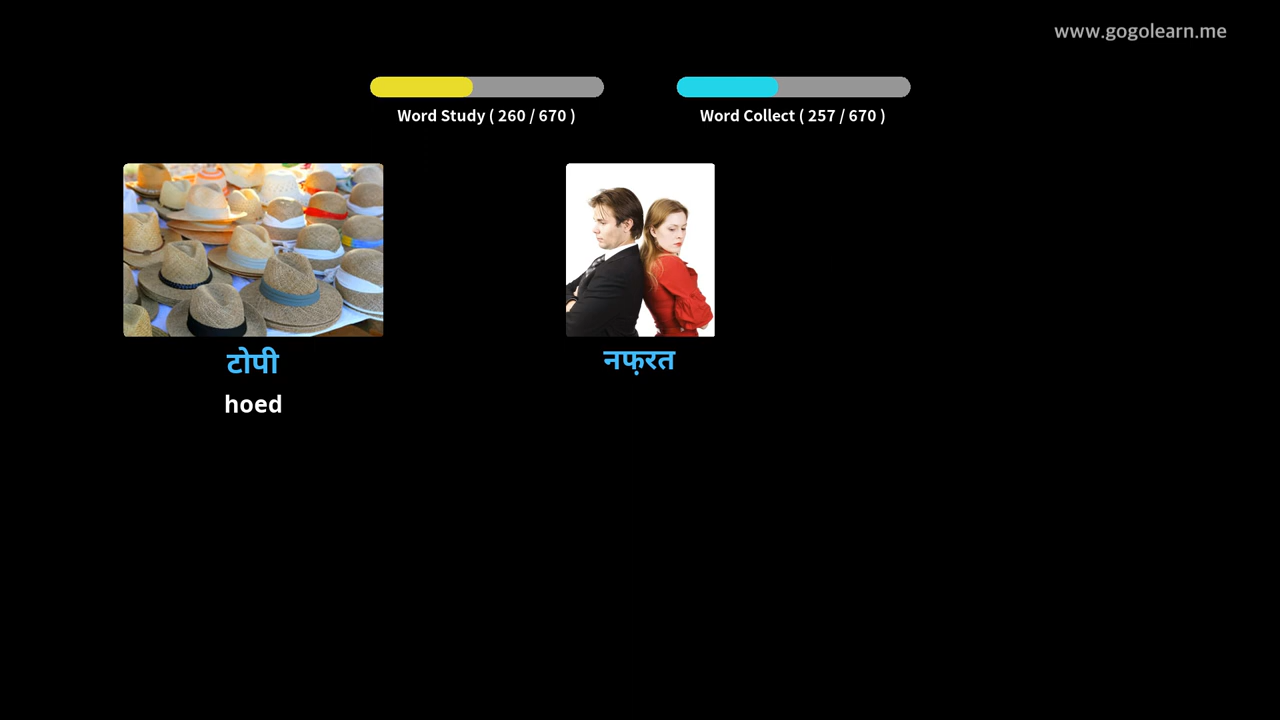 www.gogolearn.me
Word Study ( 260 / 670 )
Word Collect ( 257 / 670 )
टोपी
hoed
नफ़रत